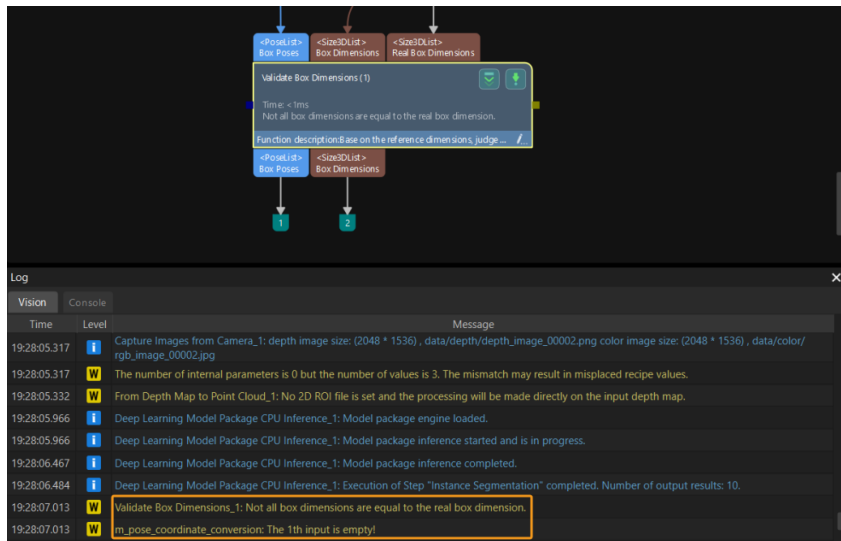 <PoseList> <Size3DList> <Size3DList>
Box Poses Box Dimensions Real Box Dimensions
Validate Box Dimensions (1)
Time: <1ms
Not all box dimensions are equal to the real box dimension.
Function description:Base on the reference dimensions, judge ...
<PoseList> <Size3DList>
Box Poses Box Dimensions
1 2
Log
Vision Console
Time Level Message
19:28:05.317 i Capture Images from Camera_1: depth image size: (2048 * 1536) , data/depth/depth_image_00002.png color image size: (2048 * 1536) , data/color/
rgb_image_00002.jpg
19:28:05.317 W The number of internal parameters is 0 but the number of values is 3. The mismatch may result in misplaced recipe values.
19:28:05.332 W From Depth Map to Point Cloud_1: No 2D ROI file is set and the processing will be made directly on the input depth map.
19:28:05.966 i Deep Learning Model Package CPU Inference_1: Model package engine loaded.
19:28:05.966 i Deep Learning Model Package CPU Inference_1: Model package inference started and is in progress.
19:28:06.467 i Deep Learning Model Package CPU Inference_1: Model package inference completed.
19:28:06.484 i Deep Learning Model Package CPU Inference_1: Execution of Step "Instance Segmentation" completed. Number of output results: 10.
19:28:07.013 W Validate Box Dimensions_1: Not all box dimensions are equal to the real box dimension.
19:28:07.013 W m_pose_coordinate_conversion: The 1th input is empty!